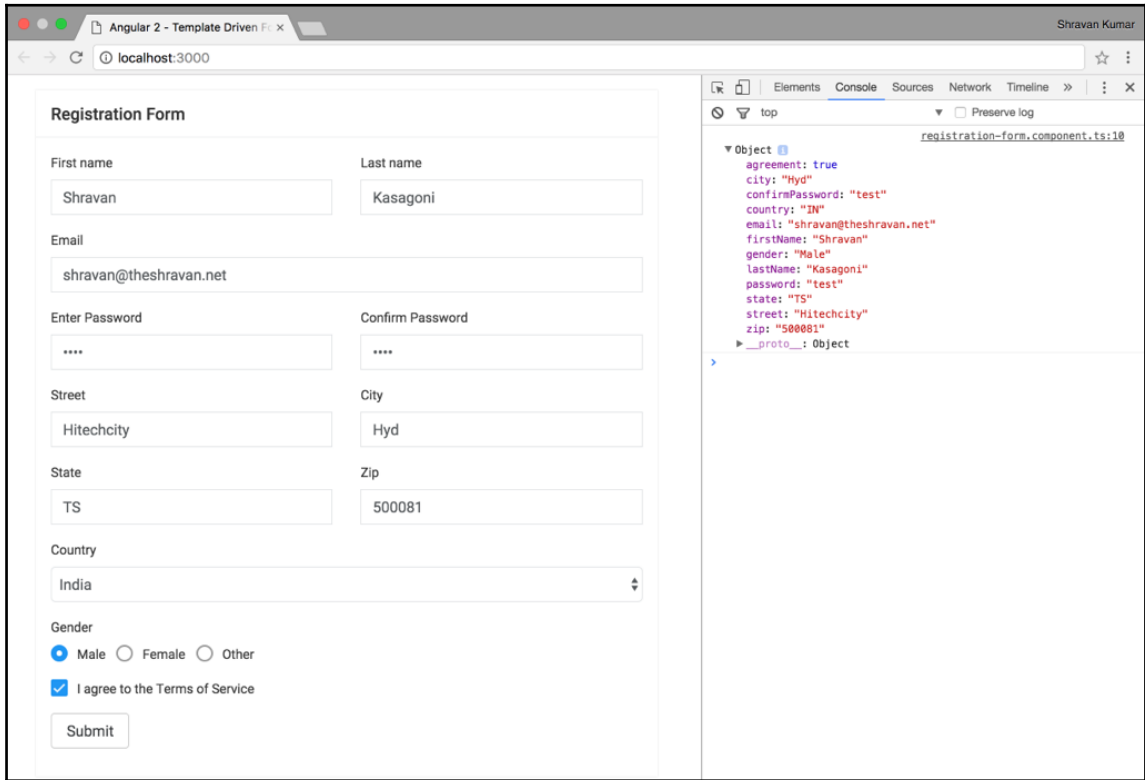 Angular 2 - Template Driven Fo
Shravan Kumar
localhost:3000
Elements Console Sources Network Timeline »
top Preserve log
Registration Form
First name Last name
Shravan Kasagoni
Email
shravan@theshravan.net
Enter Password Confirm Password
•••• ••••
Street City
Hitechcity Hyd
State Zip
TS 500081
Country
India
Gender
Male Female Other
I agree to the Terms of Service
Submit
registration-form.component.ts:10
▼Object i
agreement: true
city: "Hyd"
confirmPassword: "test"
country: "IN"
email: "shravan@theshravan.net"
firstName: "Shravan"
gender: "Male"
lastName: "Kasagoni"
password: "test"
state: "TS"
street: "Hitechcity"
zip: "500081"
▶__proto__: Object